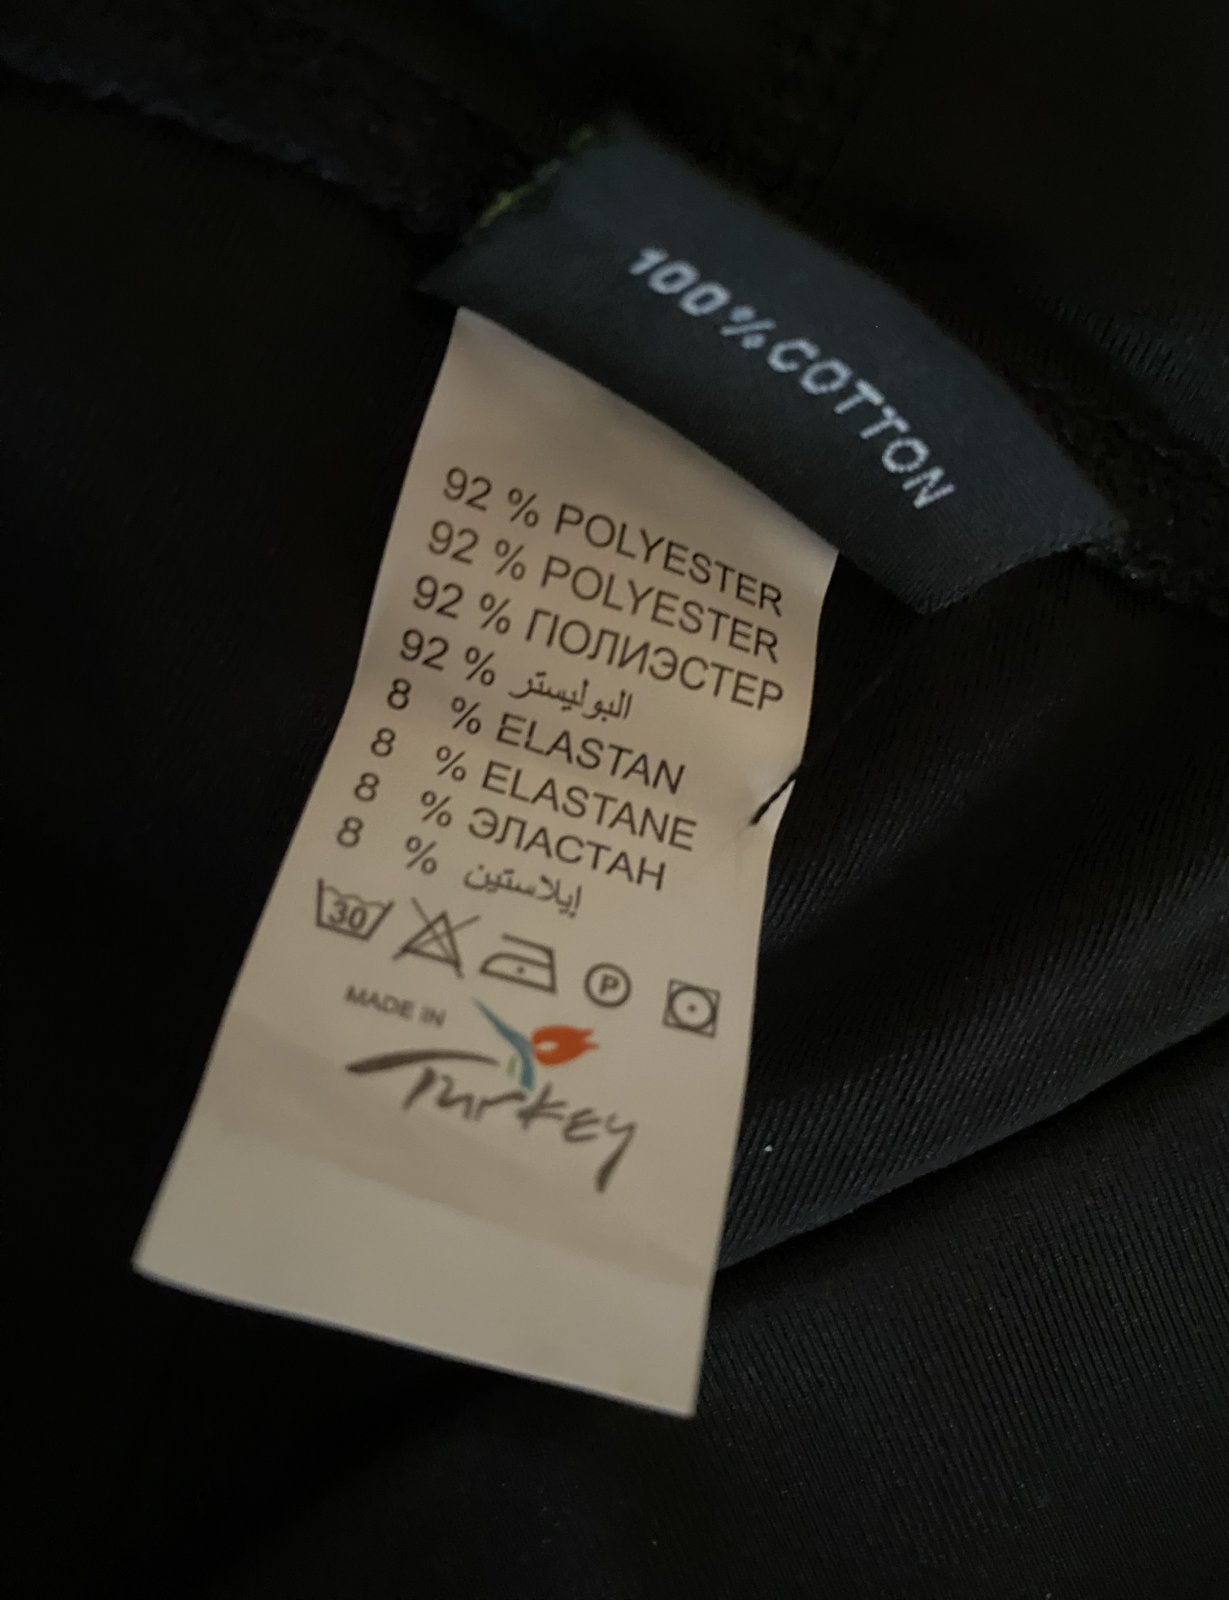 100%COTTON
92 % POLYESTER
92 % POLYESTER
92 % ПОЛИЭСТЕР
92 % البوليستر
8 % ELASTAN
8 % ELASTANE
8 % ЭЛАСТАН
8 % إيلاستين
30 P
MADE IN
Turkey